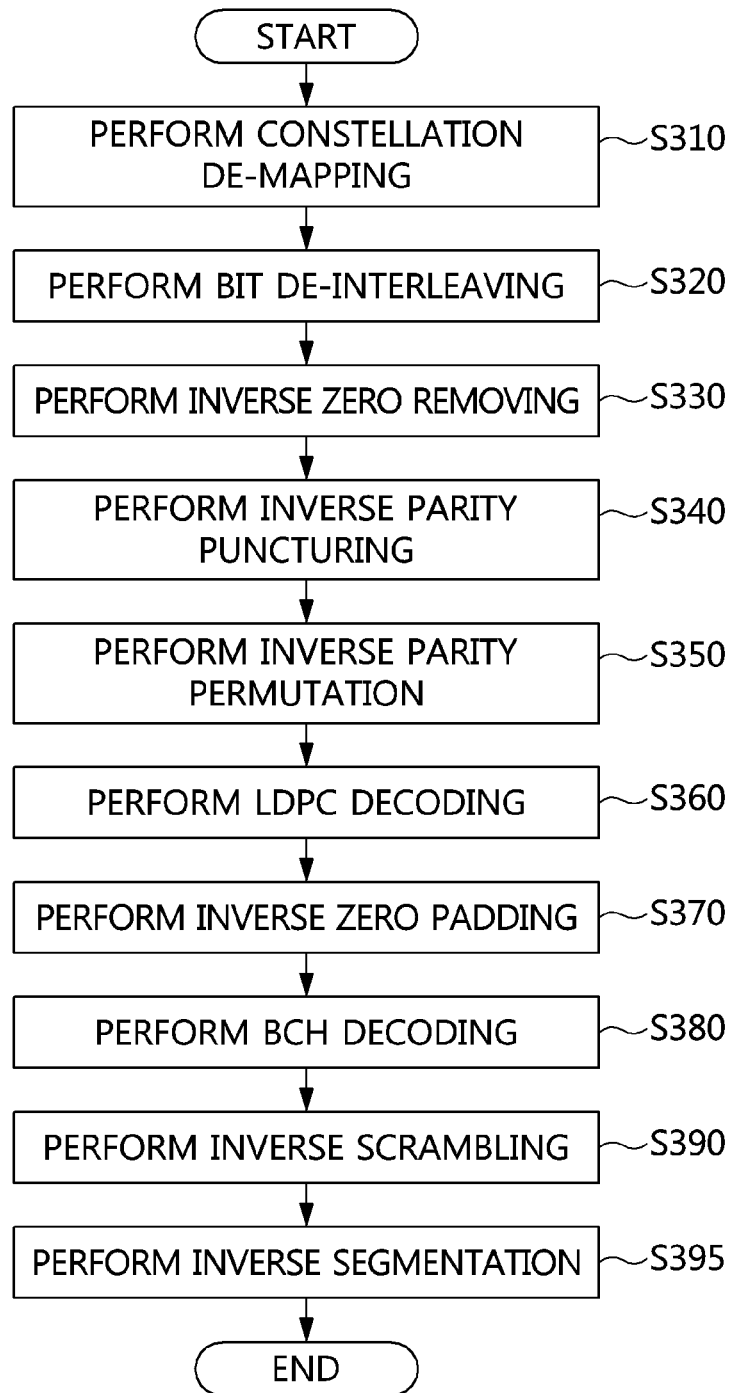 START
PERFORM CONSTELLATION
DE-MAPPING
S310
PERFORM BIT DE-INTERLEAVING
S320
PERFORM INVERSE ZERO REMOVING
S330
PERFORM INVERSE PARITY
PUNCTURING
S340
PERFORM INVERSE PARITY
PERMUTATION
S350
PERFORM LDPC DECODING
S360
PERFORM INVERSE ZERO PADDING
S370
PERFORM BCH DECODING
S380
PERFORM INVERSE SCRAMBLING
S390
PERFORM INVERSE SEGMENTATION
S395
END